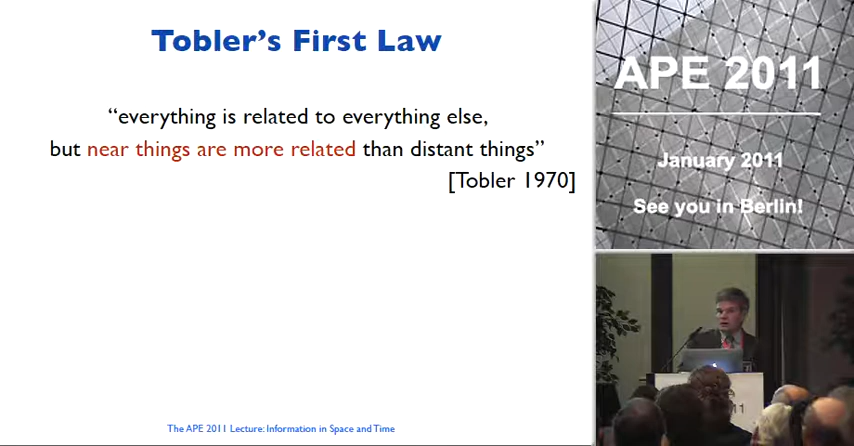 Tobler's First Law
“everything is related to everything else,
but near things are more related than distant things”
[Tobler 1970]
The APE 2011 Lecture: Information in Space and Time
APE 2011
January 2011
See you in Berlin!
11